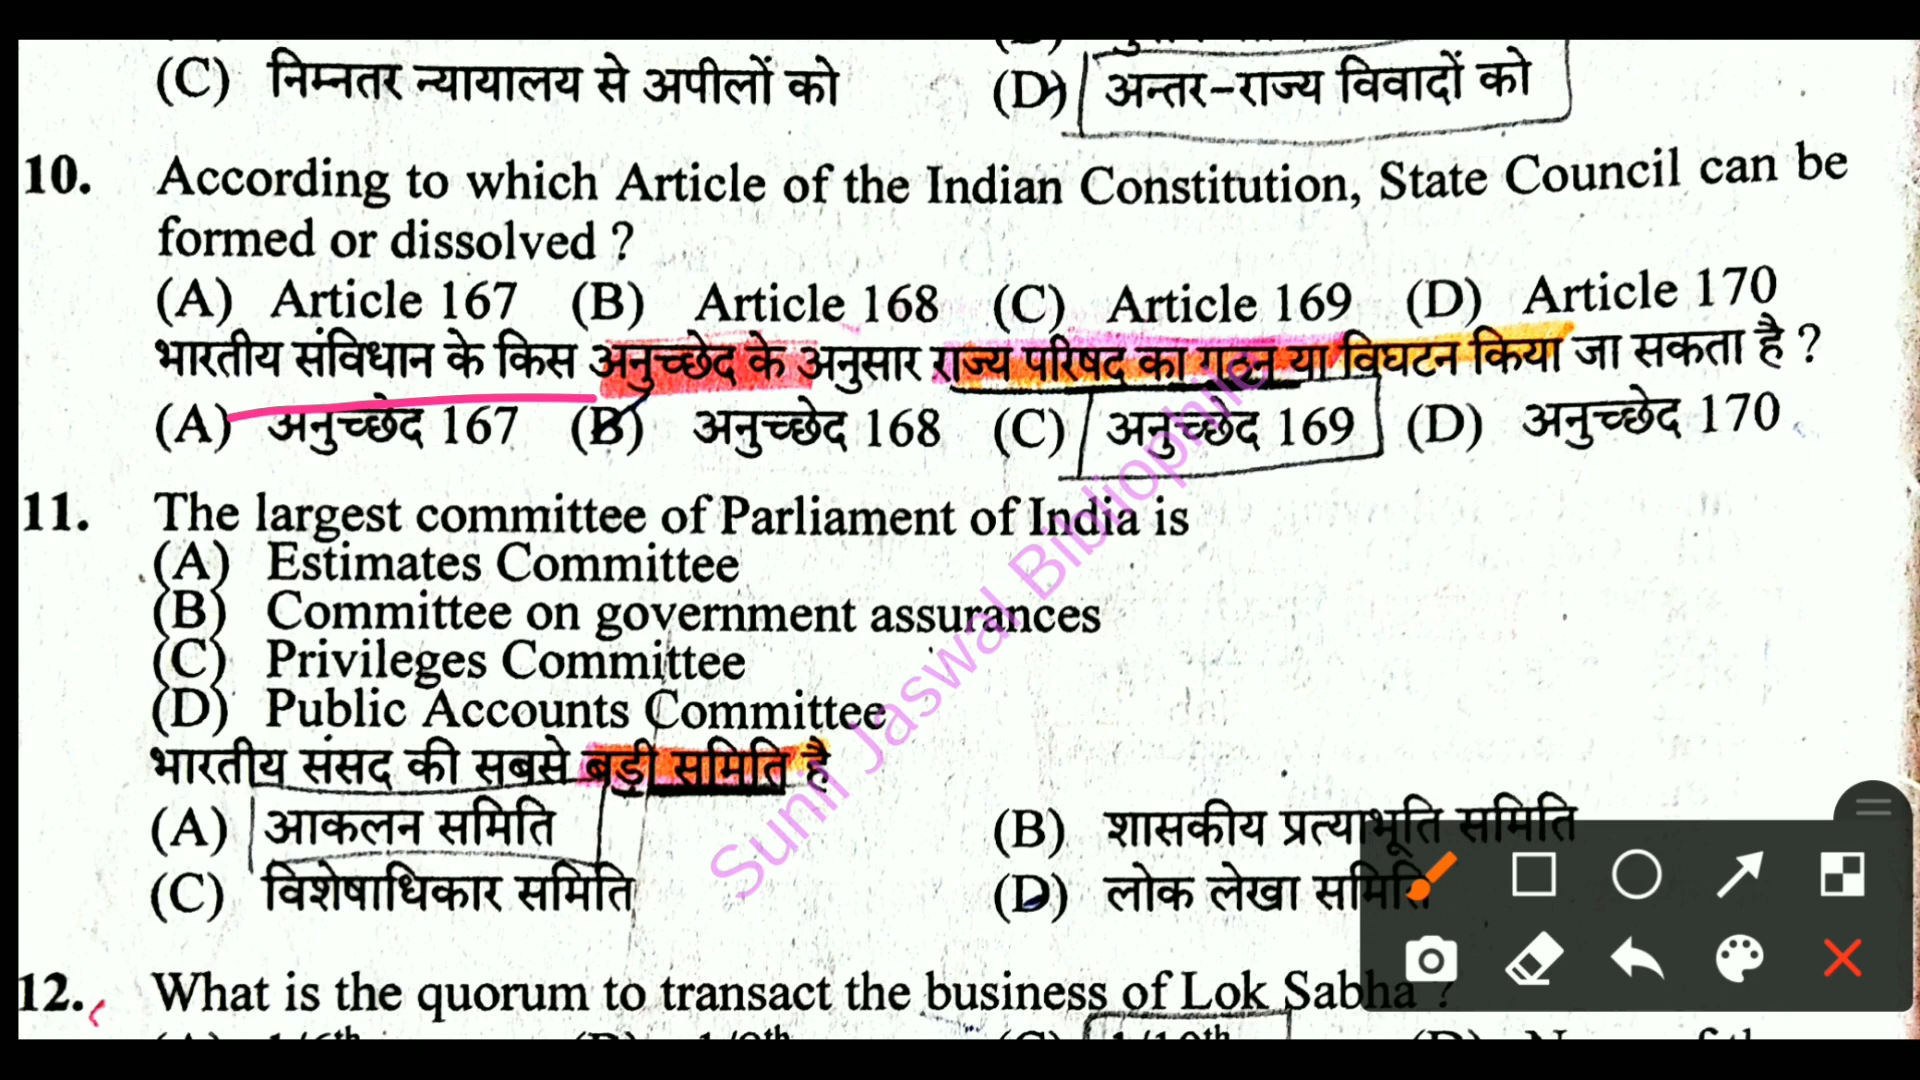 (C) निम्नतर न्यायालय से अपीलों को (D) अन्तर-राज्य विवादों को
10. According to which Article of the Indian Constitution, State Council can be
formed or dissolved ?
(A) Article 167 (B) Article 168 (C) Article 169 (D) Article 170
भारतीय संविधान के किस अनुच्छेद के अनुसार राज्य परिषद का गठन या विघटन किया जा सकता है ?
(A) अनुच्छेद 167 (B) अनुच्छेद 168 (C) अनुच्छेद 169 (D) अनुच्छेद 170
11. The largest committee of Parliament of India is
(A) Estimates Committee
(B) Committee on government assurances
(C) Privileges Committee
(D) Public Accounts Committee
भारतीय संसद की सबसे बड़ी समिति है
(A) आकलन समिति (B) शासकीय प्रत्याभूति समिति
(C) विशेषाधिकार समिति (D) लोक लेखा समिति
12. What is the quorum to transact the business of Lok Sabha ?
Sunil Jaswal Bibliophile